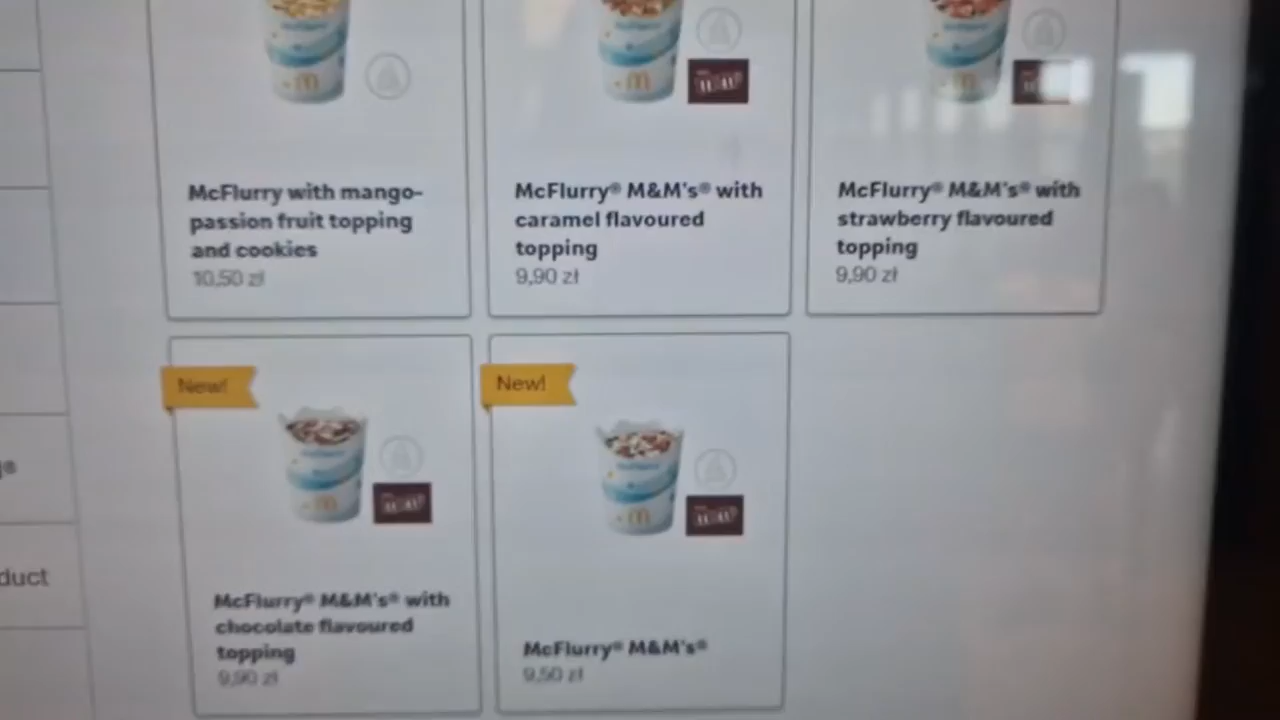 McFlurry with mango-
passion fruit topping
and cookies
10,50 zł
McFlurry® M&M's® with
caramel flavoured
topping
9,90 zł
McFlurry® M&M's® with
strawberry flavoured
topping
9,90 zł
New!
McFlurry® M&M's® with
chocolate flavoured
topping
9,90 zł
New!
McFlurry® M&M's®
9,50 zł
duct